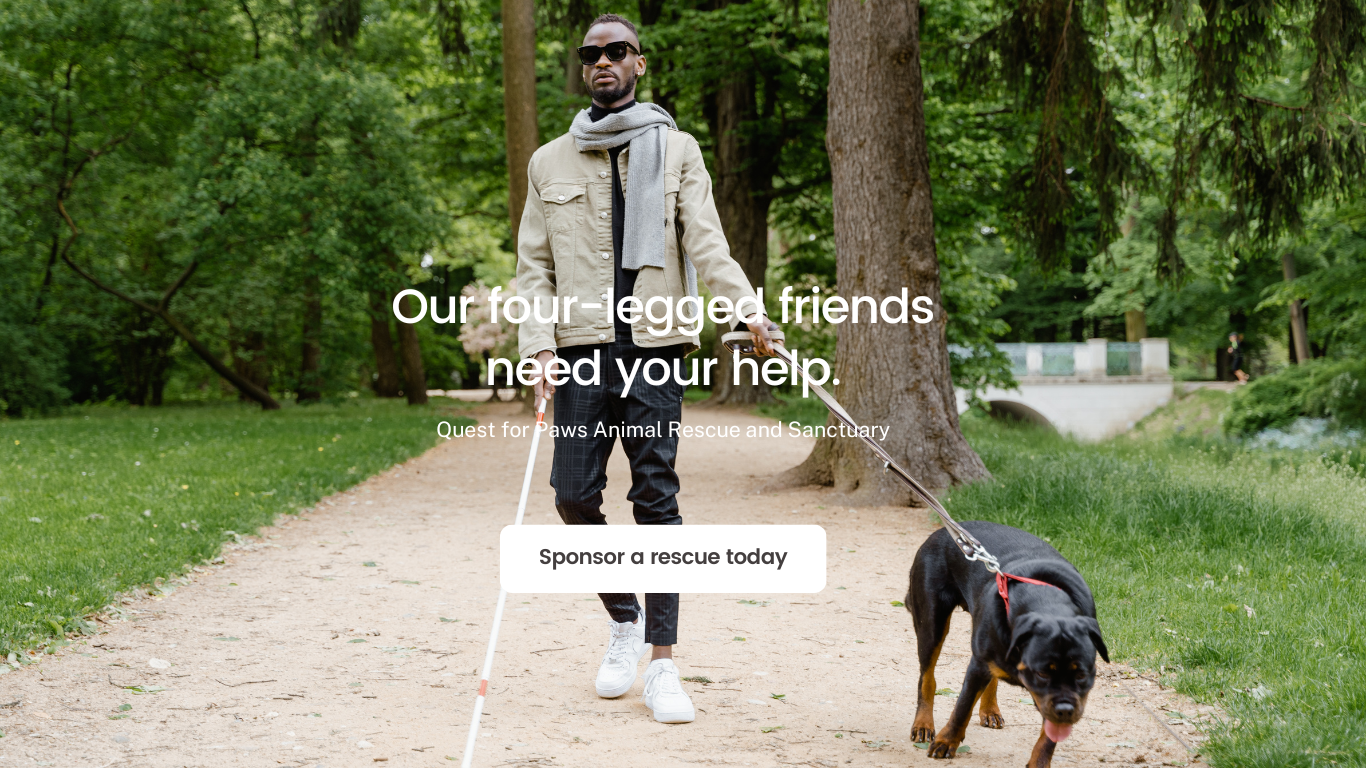 Our four-legged friends
need your help.
Quest for Paws Animal Rescue and Sanctuary
Sponsor a rescue today